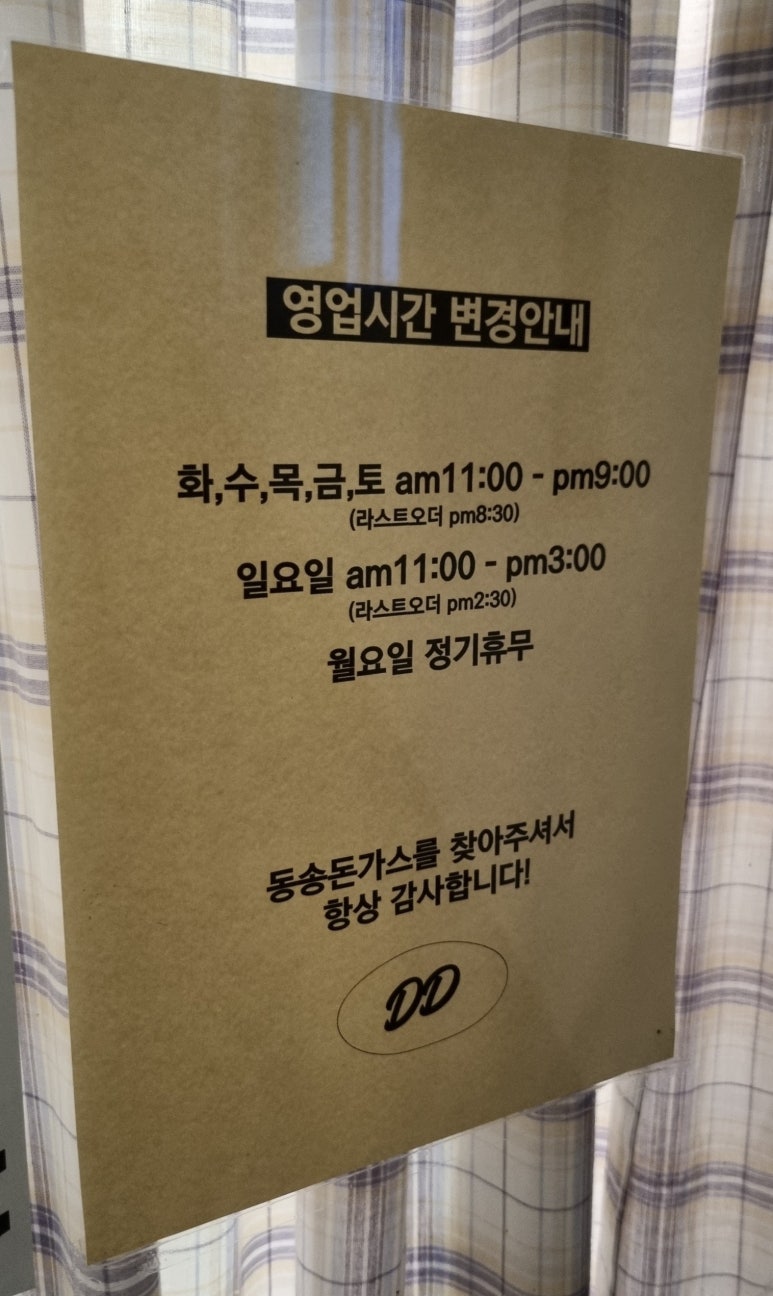 영업시간 변경안내
화,수,목,금,토 am11:00 - pm9:00
(라스트오더 pm8:30)
일요일 am11:00 - pm3:00
(라스트오더 pm2:30)
월요일 정기휴무
동송돈가스를 찾아주셔서
항상 감사합니다!
DD